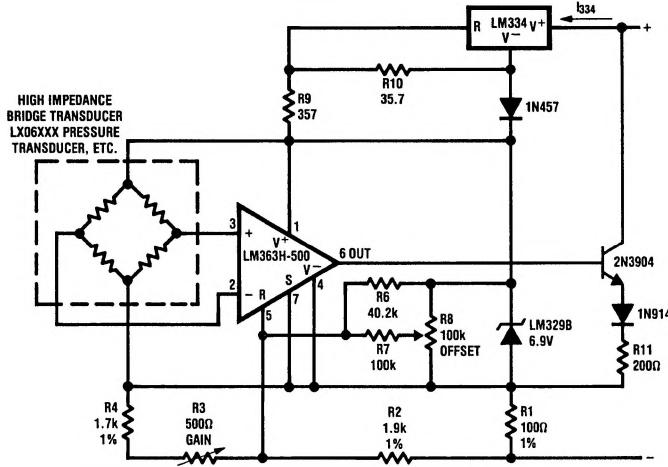 I334
R LM334 V+
V−
+
R10
35.7
R9
357
1N457
HIGH IMPEDANCE
BRIDGE TRANSDUCER
LX06XXX PRESSURE
TRANSDUCER, ETC.
3
+
1
V+
LM363H-500
6 OUT
V−
2
−
R
S
4
5
7
2N3904
R6
40.2k
R8
100k
OFFSET
R7
100k
LM329B
6.9V
1N914
R11
200Ω
R4
1.7k
1%
R3
500Ω
GAIN
R2
1.9k
1%
R1
100Ω
1%
−